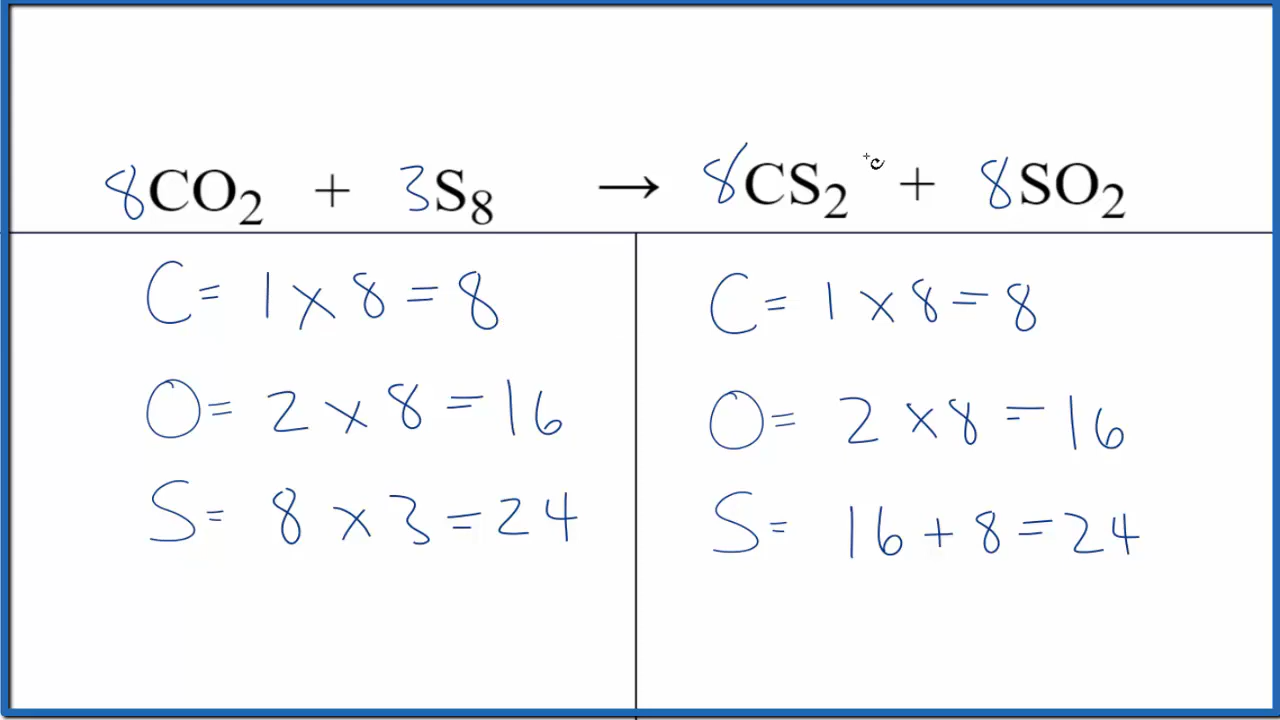 8CO₂ + 3S₈ → 8CS₂ + 8SO₂
C = 1 x 8 = 8
O = 2 x 8 = 16
S = 8 x 3 = 24
C = 1 x 8 = 8
O = 2 x 8 = 16
S = 16 + 8 = 24